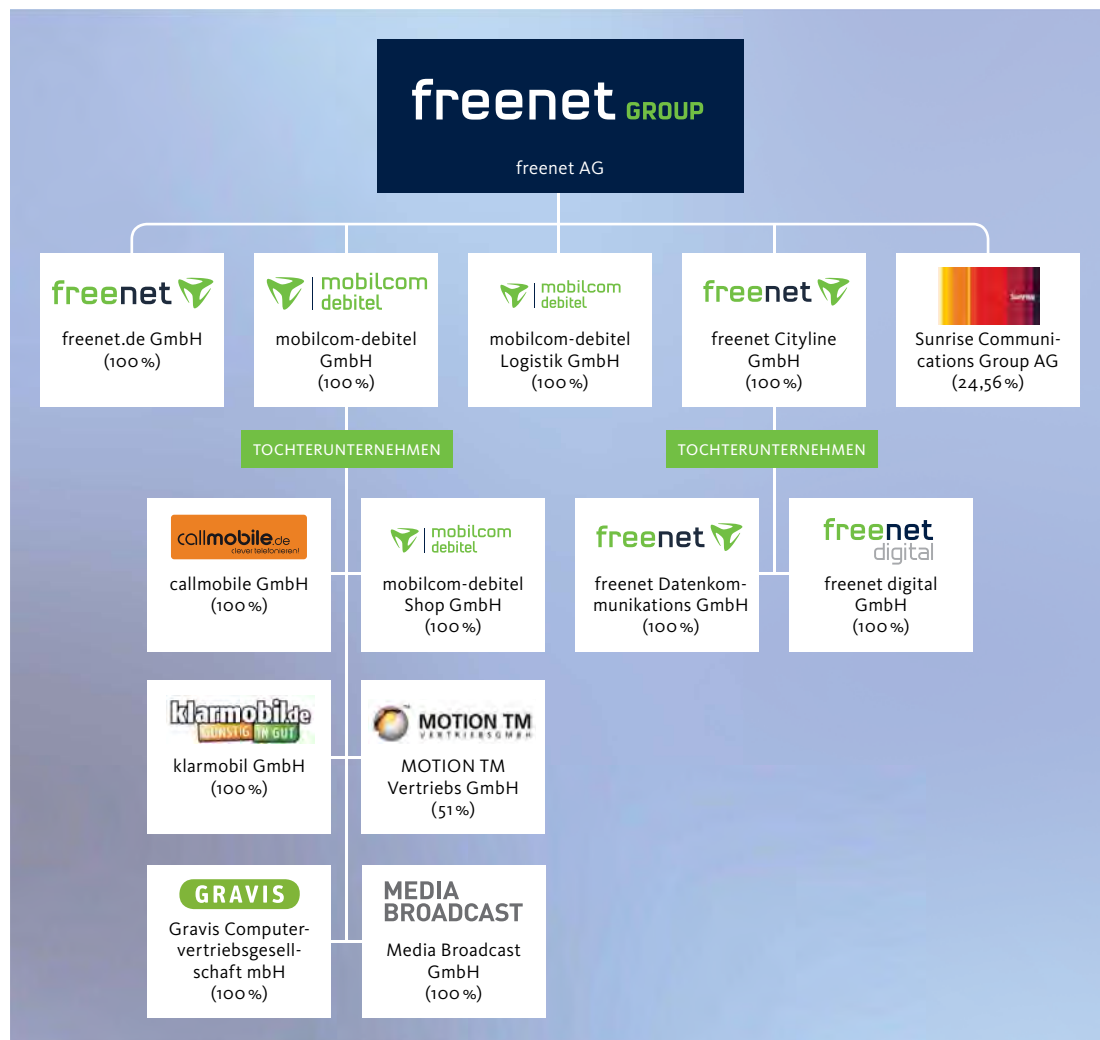 freenet GROUP
freenet AG
freenet
freenet.de GmbH
(100 %)
mobilcom
debitel
mobilcom-debitel
GmbH
(100 %)
mobilcom
debitel
mobilcom-debitel
Logistik GmbH
(100 %)
freenet
freenet Cityline
GmbH
(100 %)
Sunrise
Sunrise Communi-
cations Group AG
(24,56 %)
TOCHTERUNTERNEHMEN
TOCHTERUNTERNEHMEN
callmobile.de
clever telefonieren!
callmobile GmbH
(100 %)
mobilcom
debitel
mobilcom-debitel
Shop GmbH
(100 %)
freenet
freenet Datenkom-
munikations GmbH
(100 %)
freenet
digital
freenet digital
GmbH
(100 %)
klarmobil.de
GÜNSTIG IN GUT
klarmobil GmbH
(100 %)
MOTION TM
VERTRIEBSGMBH
MOTION TM
Vertriebs GmbH
(51 %)
GRAVIS
Gravis Computer-
vertriebsgesell-
schaft mbH
(100 %)
MEDIA
BROADCAST
Media Broadcast
GmbH
(100 %)